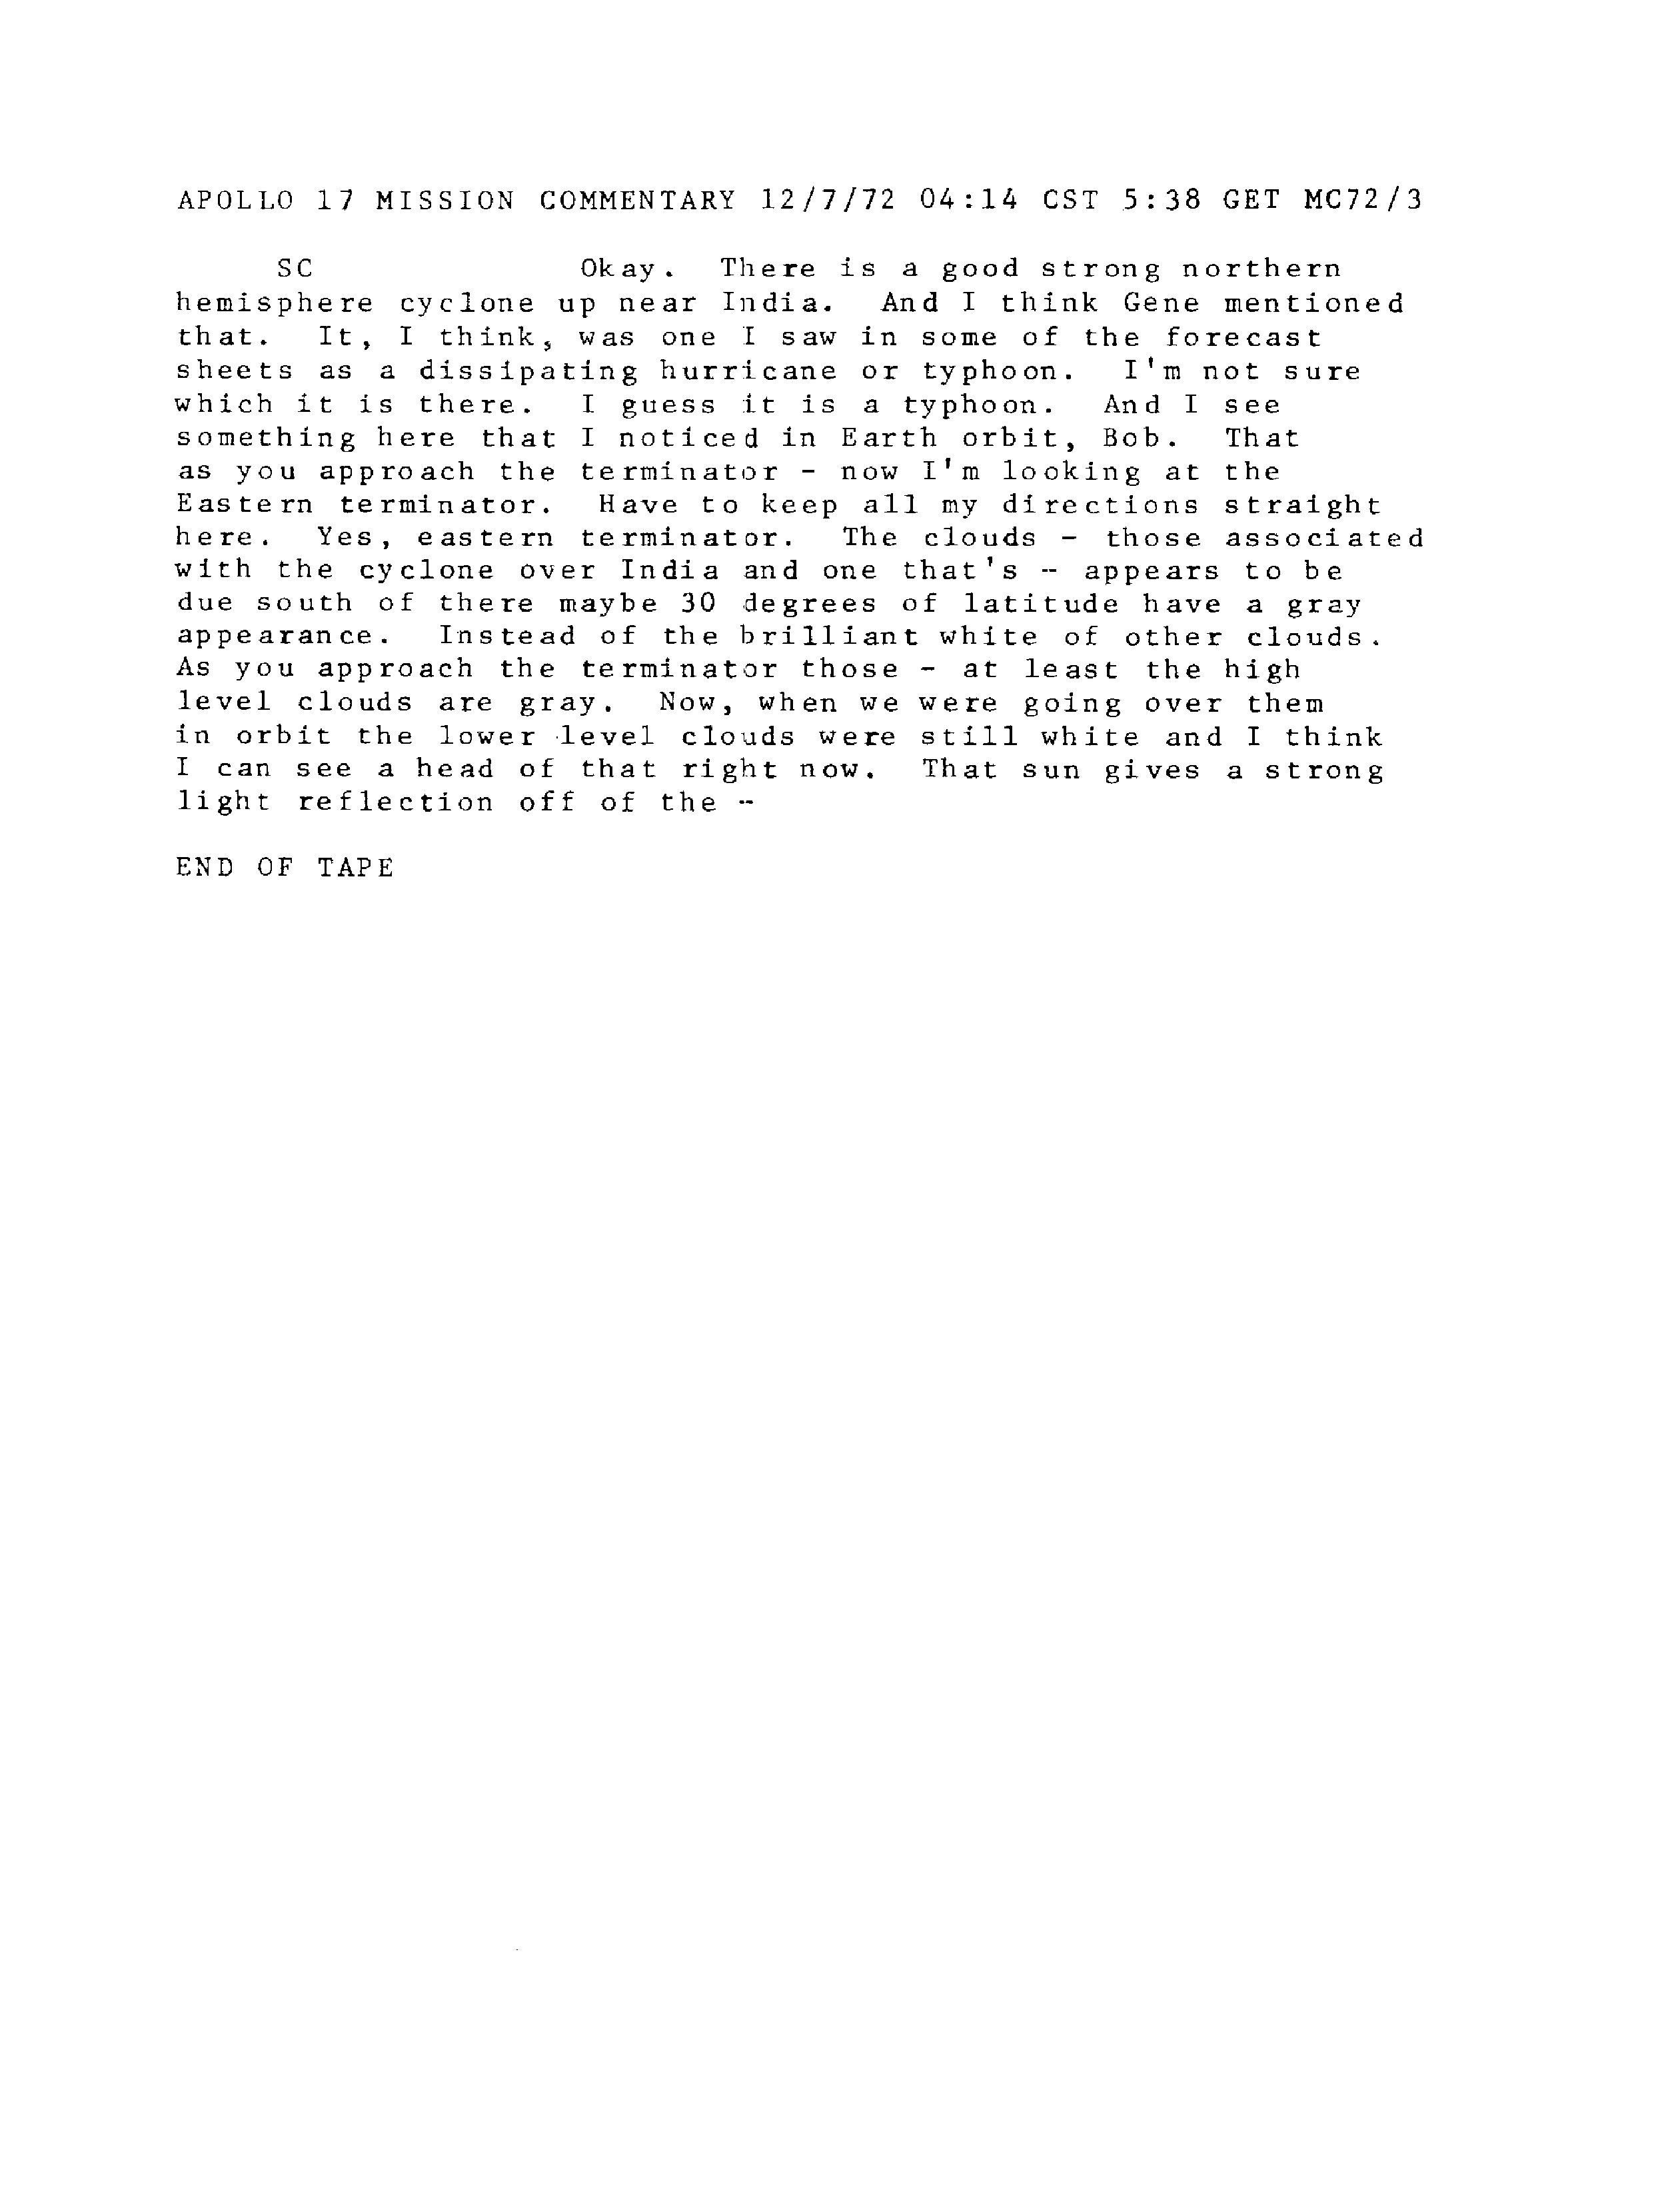 APOLLO 17 MISSION COMMENTARY 12/7/72 04:14 CST 5:38 GET MC72/3
SC Okay. There is a good strong northern
hemisphere cyclone up near India. And I think Gene mentioned
that. It, I think, was one I saw in some of the forecast
sheets as a dissipating hurricane or typhoon. I'm not sure
which it is there. I guess it is a typhoon. And I see
something here that I noticed in Earth orbit, Bob. That
as you approach the terminator - now I'm looking at the
Eastern terminator. Have to keep all my directions straight
here. Yes, eastern terminator. The clouds - those associated
with the cyclone over India and one that's - appears to be
due south of there maybe 30 degrees of latitude have a gray
appearance. Instead of the brilliant white of other clouds.
As you approach the terminator those - at least the high
level clouds are gray. Now, when we were going over them
in orbit the lower level clouds were still white and I think
I can see a head of that right now. That sun gives a strong
light reflection off of the -
END OF TAPE